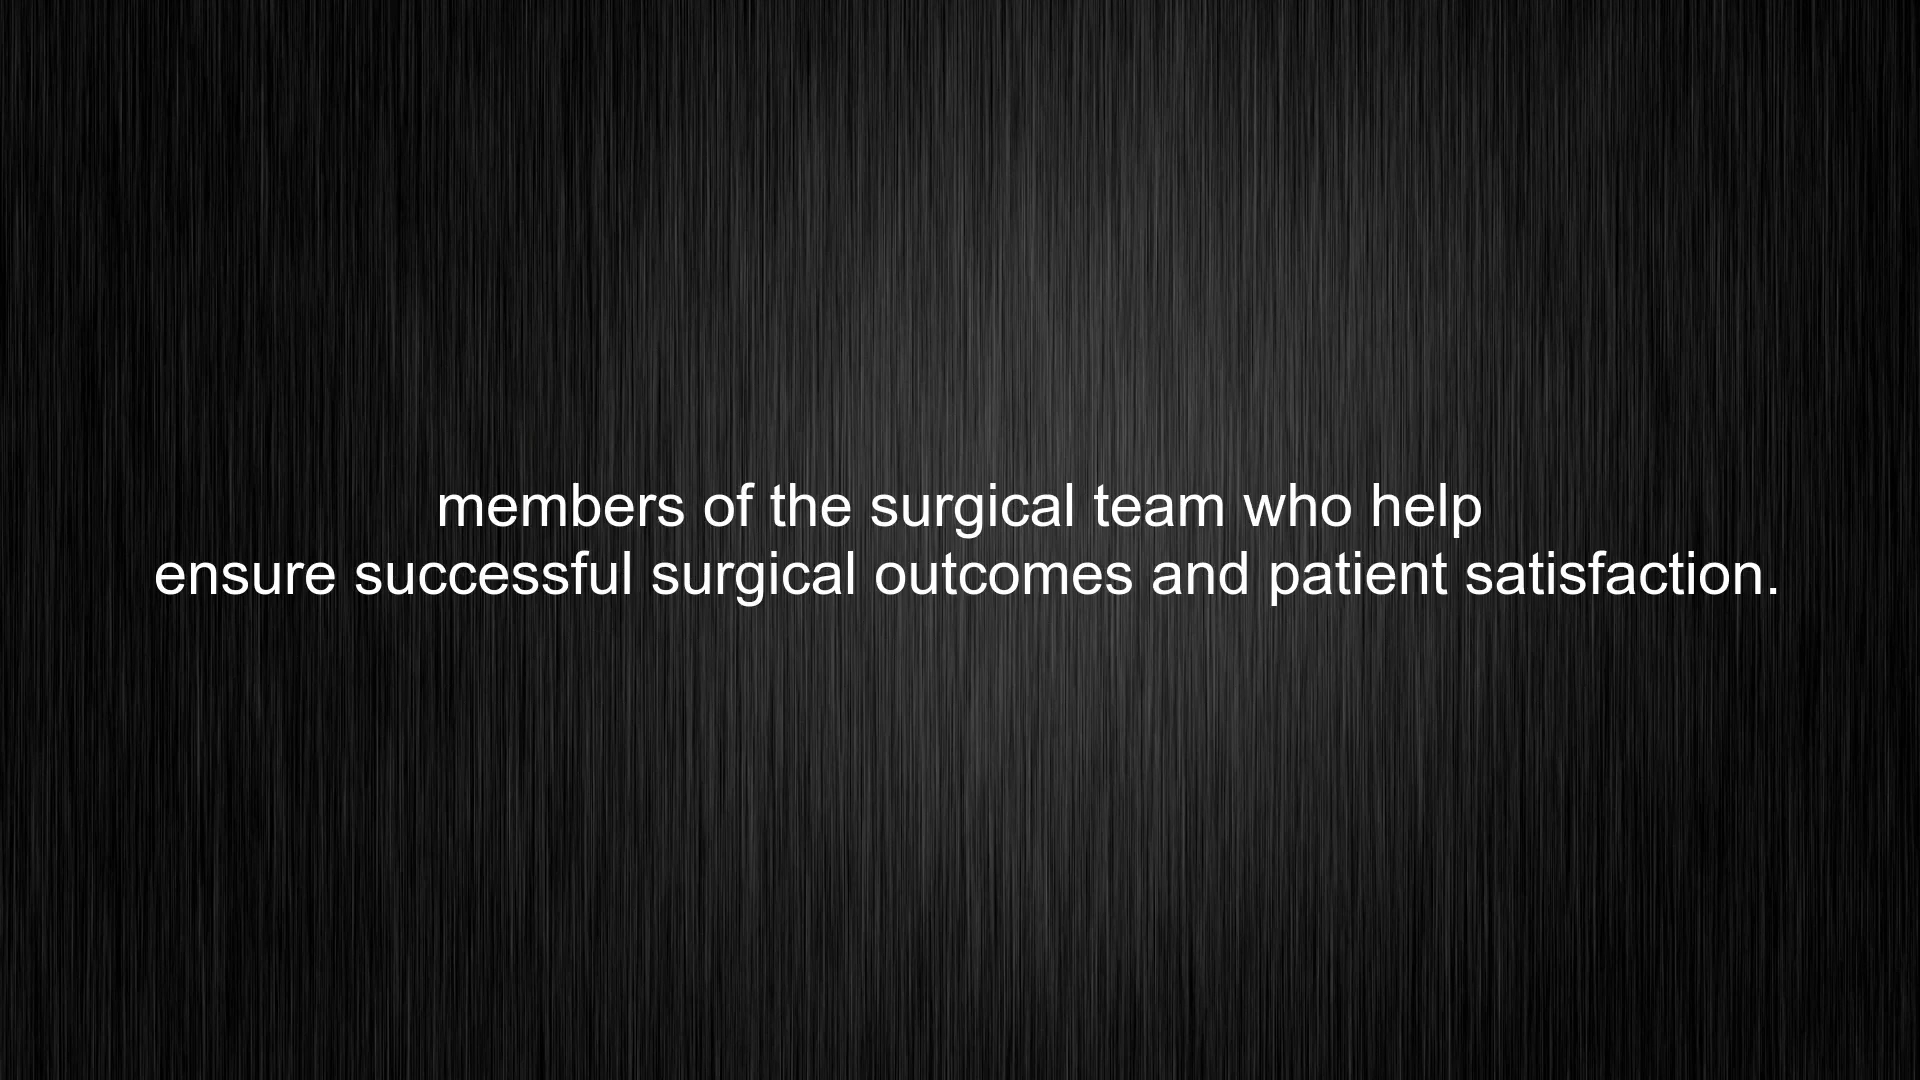 members of the surgical team who help
ensure successful surgical outcomes and patient satisfaction.